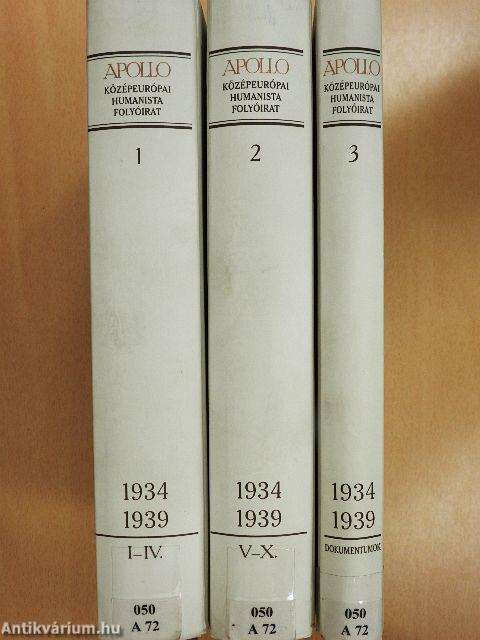 APOLLO
KÖZÉPEURÓPAI
HUMANISTA
FOLYÓIRAT
1
1934
1939
I-IV.
050
A 72
APOLLO
KÖZÉPEURÓPAI
HUMANISTA
FOLYÓIRAT
2
1934
1939
V-X.
050
A 72
APOLLO
KÖZÉPEURÓPAI
HUMANISTA
FOLYÓIRAT
3
1934
1939
DOKUMENTUMOK
050
A 72
Antikvárium.hu